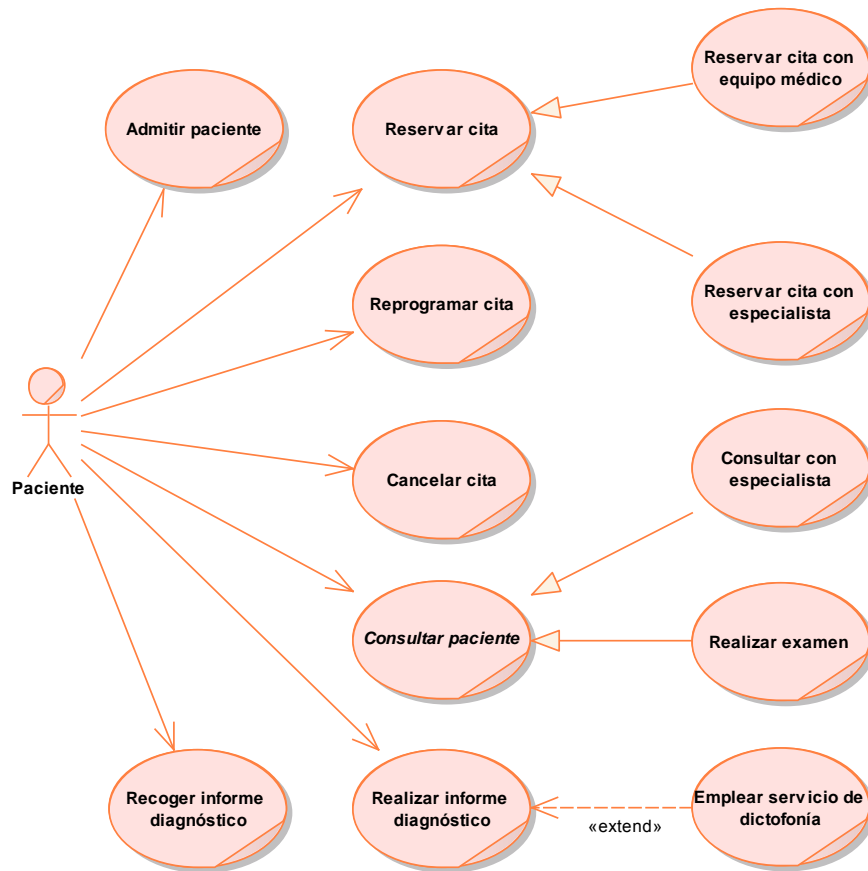 Reservar cita con
equipo médico
Admitir paciente
Reservar cita
Reservar cita con
especialista
Reprogramar cita
Paciente
Consultar con
especialista
Cancelar cita
Consultar paciente
Realizar examen
Recoger informe
diagnóstico
Realizar informe
diagnóstico
Emplear servicio de
dictofonía
«extend»